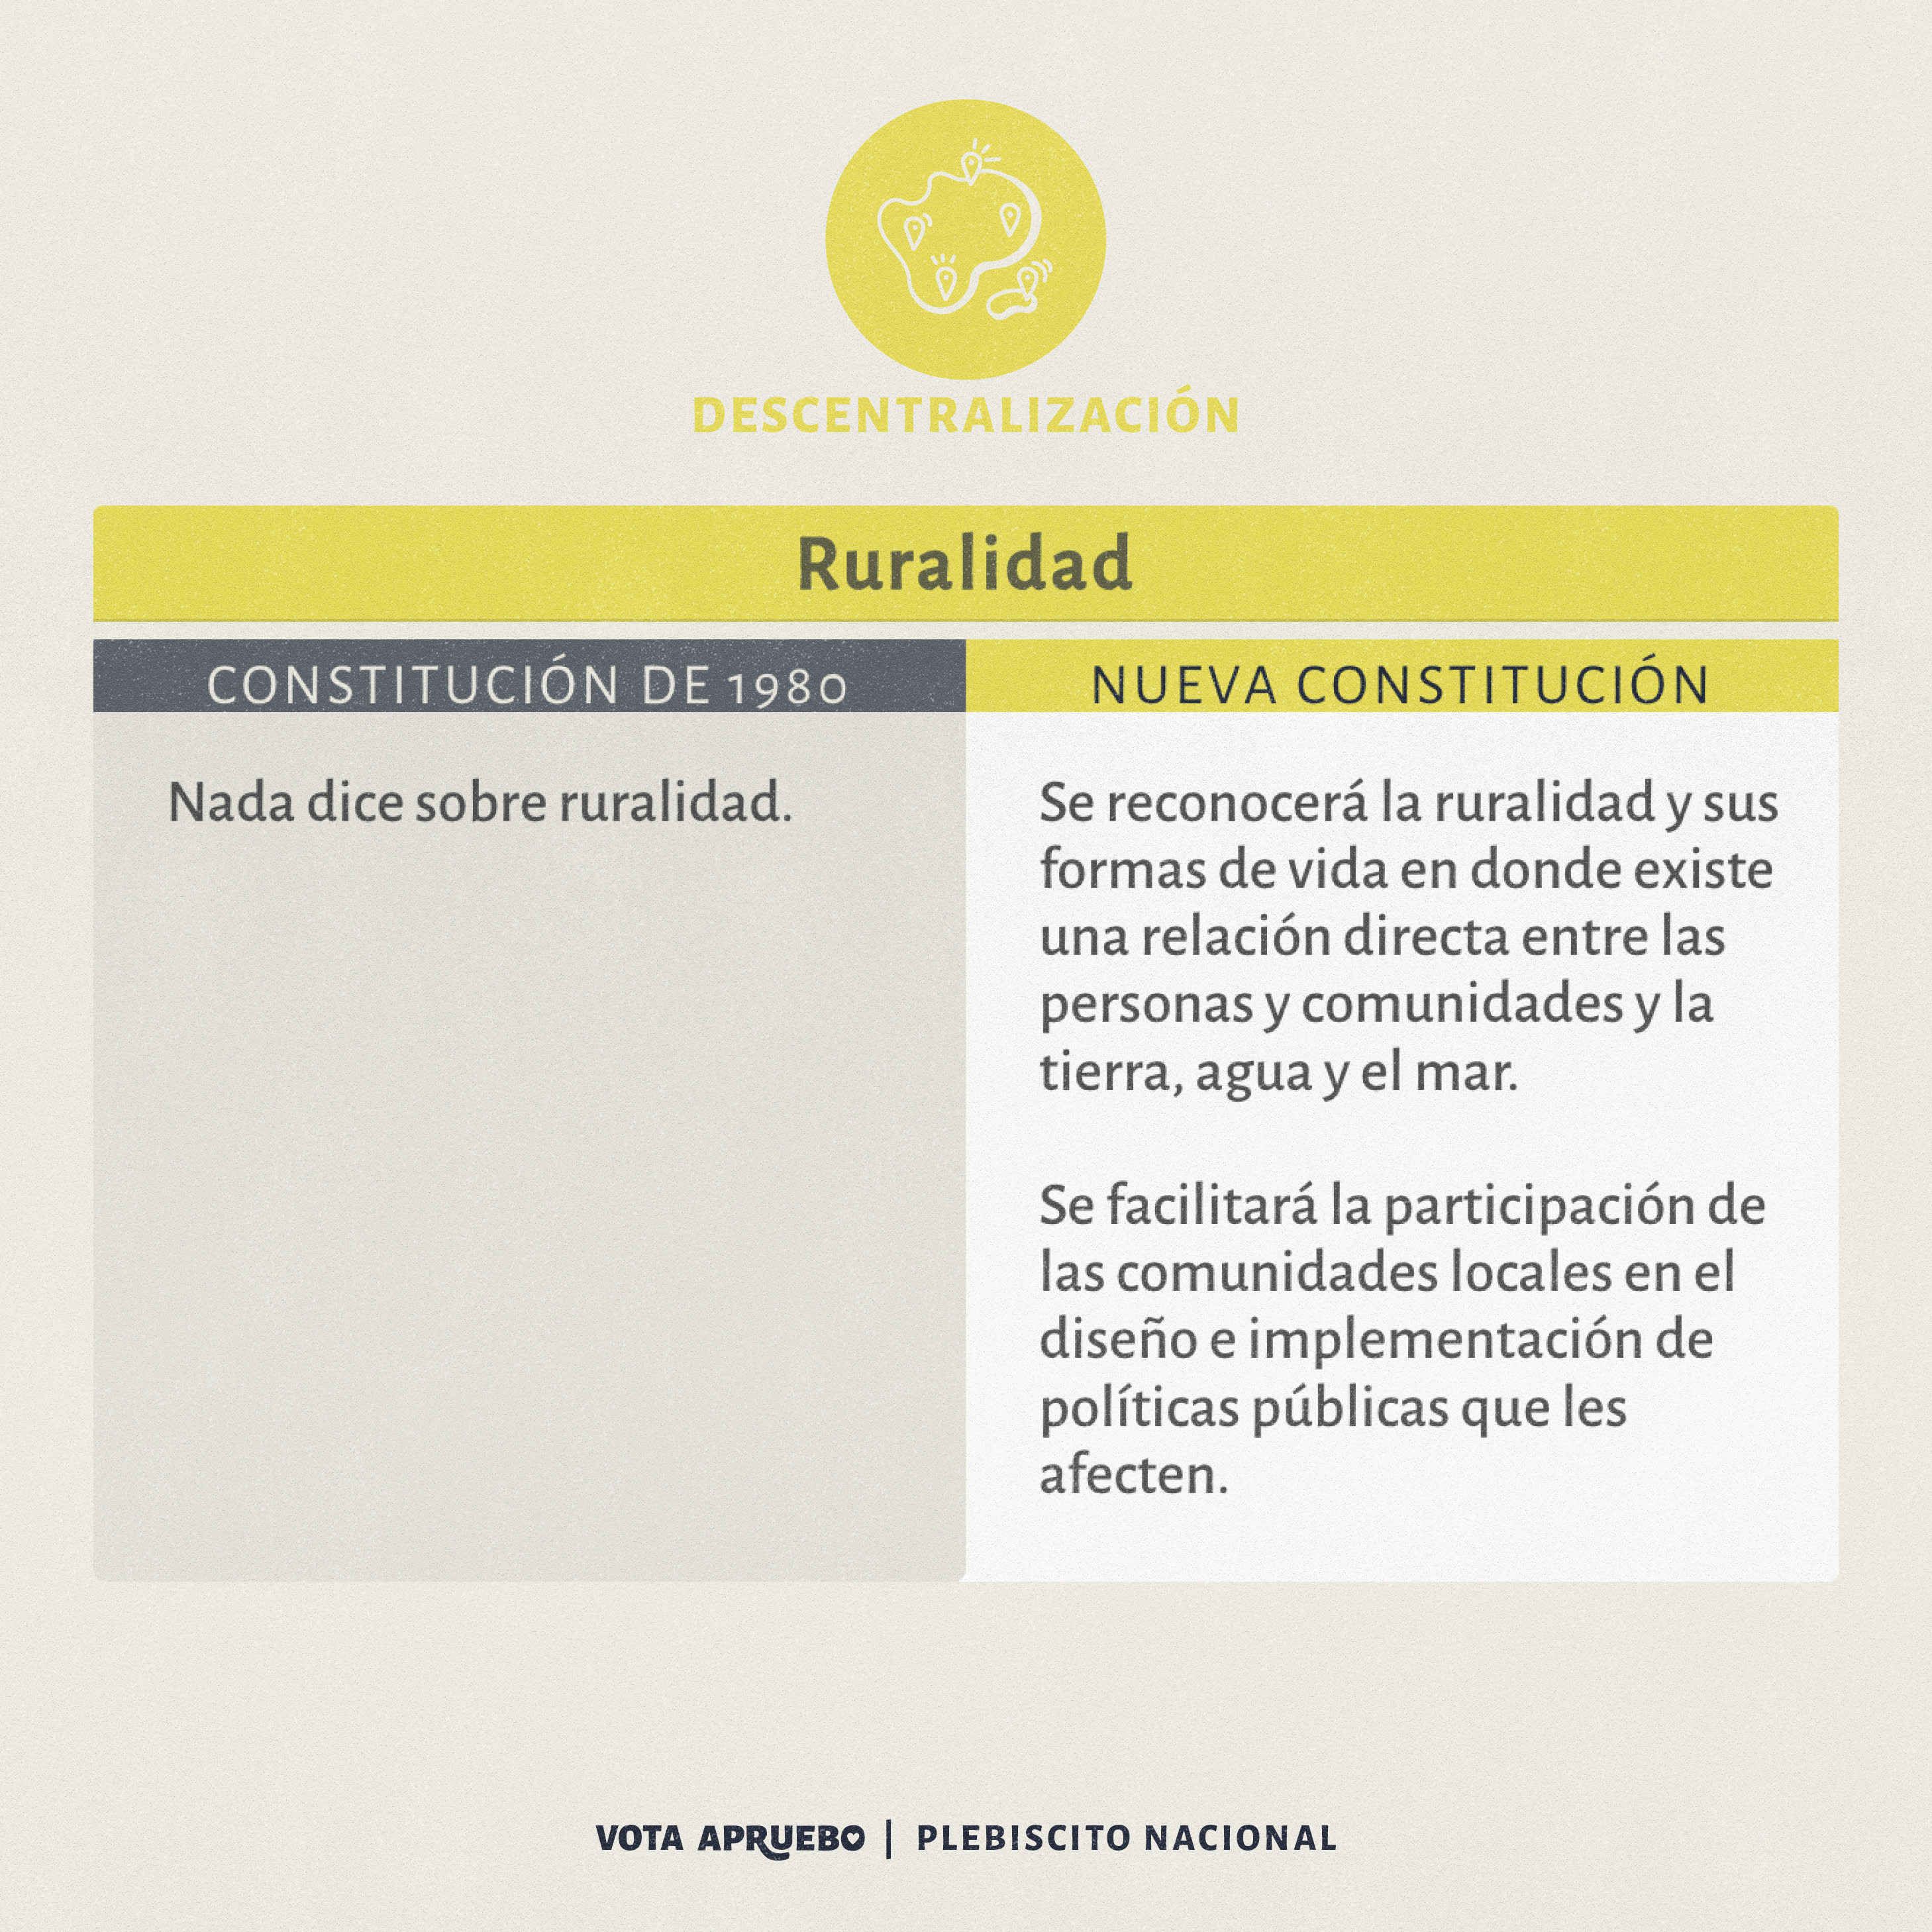 DESCENTRALIZACIÓN
Ruralidad
CONSTITUCIÓN DE 1980
Nada dice sobre ruralidad.
NUEVA CONSTITUCIÓN
Se reconocerá la ruralidad y sus
formas de vida en donde existe
una relación directa entre las
personas y comunidades y la
tierra, agua y el mar.
Se facilitará la participación de
las comunidades locales en el
diseño e implementación de
políticas públicas que les
afecten.
VOTA APRUEBO | PLEBISCITO NACIONAL